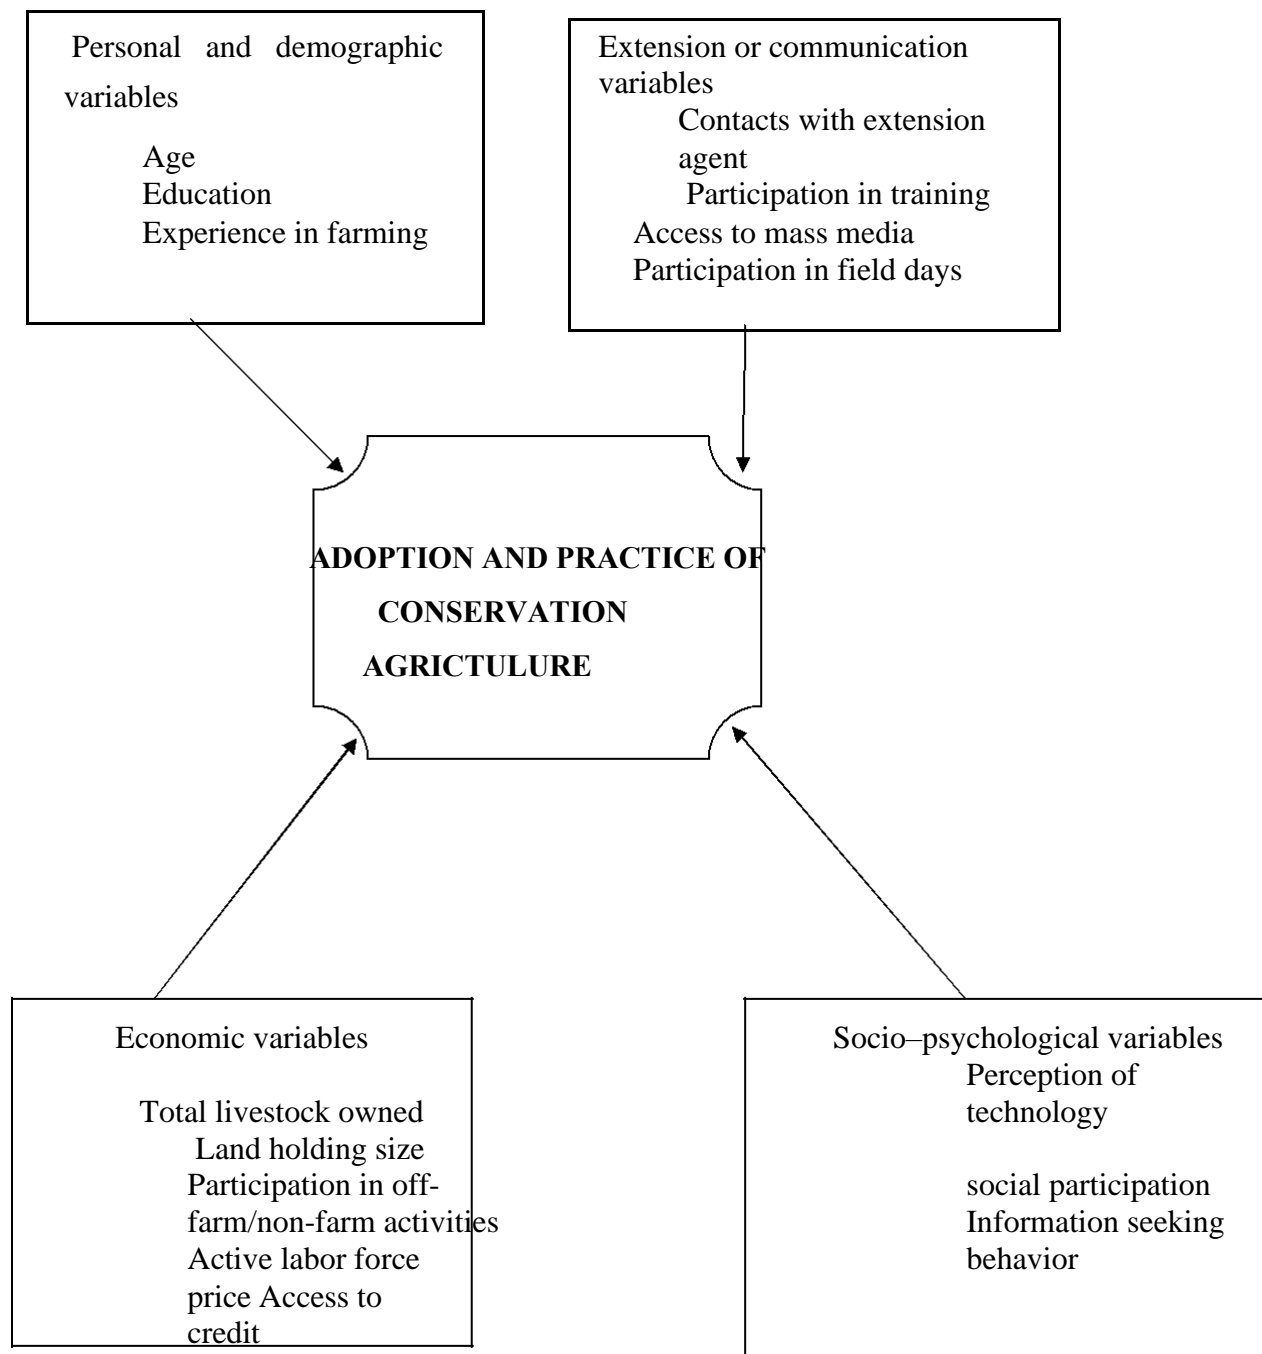 Personal and demographic
variables
Age
Education
Experience in farming
Extension or communication
variables
Contacts with extension
agent
Participation in training
Access to mass media
Participation in field days
ADOPTION AND PRACTICE OF
CONSERVATION
AGRICTULURE
Economic variables
Total livestock owned
Land holding size
Participation in off-
farm/non-farm activities
Active labor force
price Access to
credit
Socio–psychological variables
Perception of
technology
social participation
Information seeking
behavior